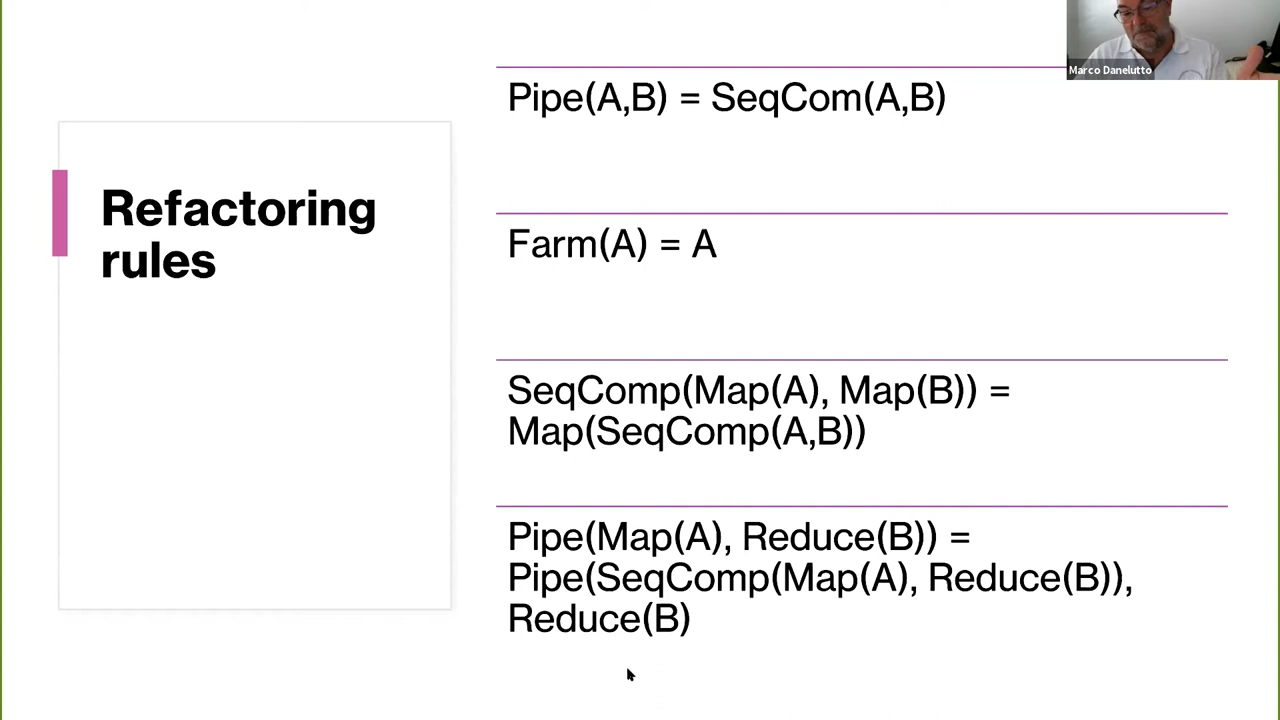 Marco Danelutto
Refactoring
rules
Pipe(A,B) = SeqCom(A,B)
Farm(A) = A
SeqComp(Map(A), Map(B)) =
Map(SeqComp(A,B))
Pipe(Map(A), Reduce(B)) =
Pipe(SeqComp(Map(A), Reduce(B)),
Reduce(B)